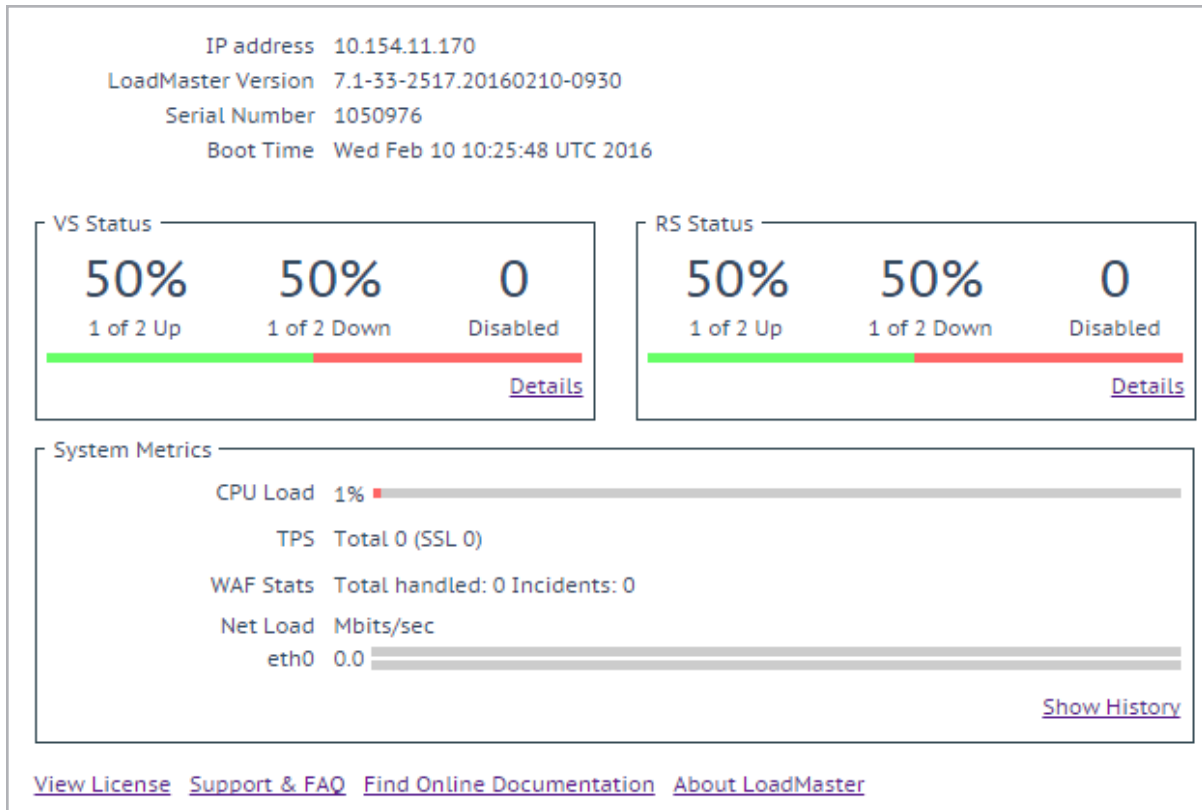 IP address 10.154.11.170
LoadMaster Version 7.1-33-2517.20160210-0930
Serial Number 1050976
Boot Time Wed Feb 10 10:25:48 UTC 2016
VS Status
50% 50% 0
1 of 2 Up 1 of 2 Down Disabled
Details
RS Status
50% 50% 0
1 of 2 Up 1 of 2 Down Disabled
Details
System Metrics
CPU Load 1%
TPS Total 0 (SSL 0)
WAF Stats Total handled: 0 Incidents: 0
Net Load Mbits/sec
eth0 0.0
Show History
View License Support & FAQ Find Online Documentation About LoadMaster